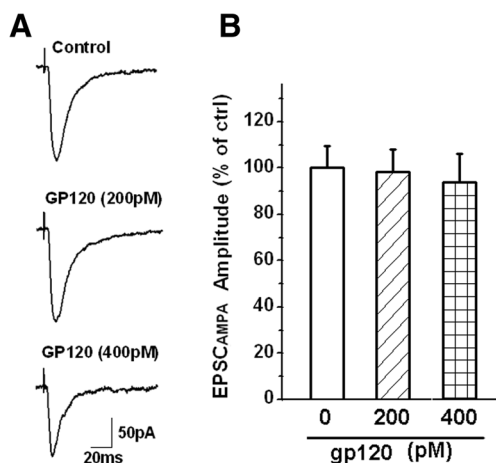 A
Control
GP120 (200pM)
GP120 (400pM)
50pA
20ms
B
EPSCAMPA Amplitude (% of ctrl)
120
100
80
60
40
20
0
0 200 400
gp120 (pM)